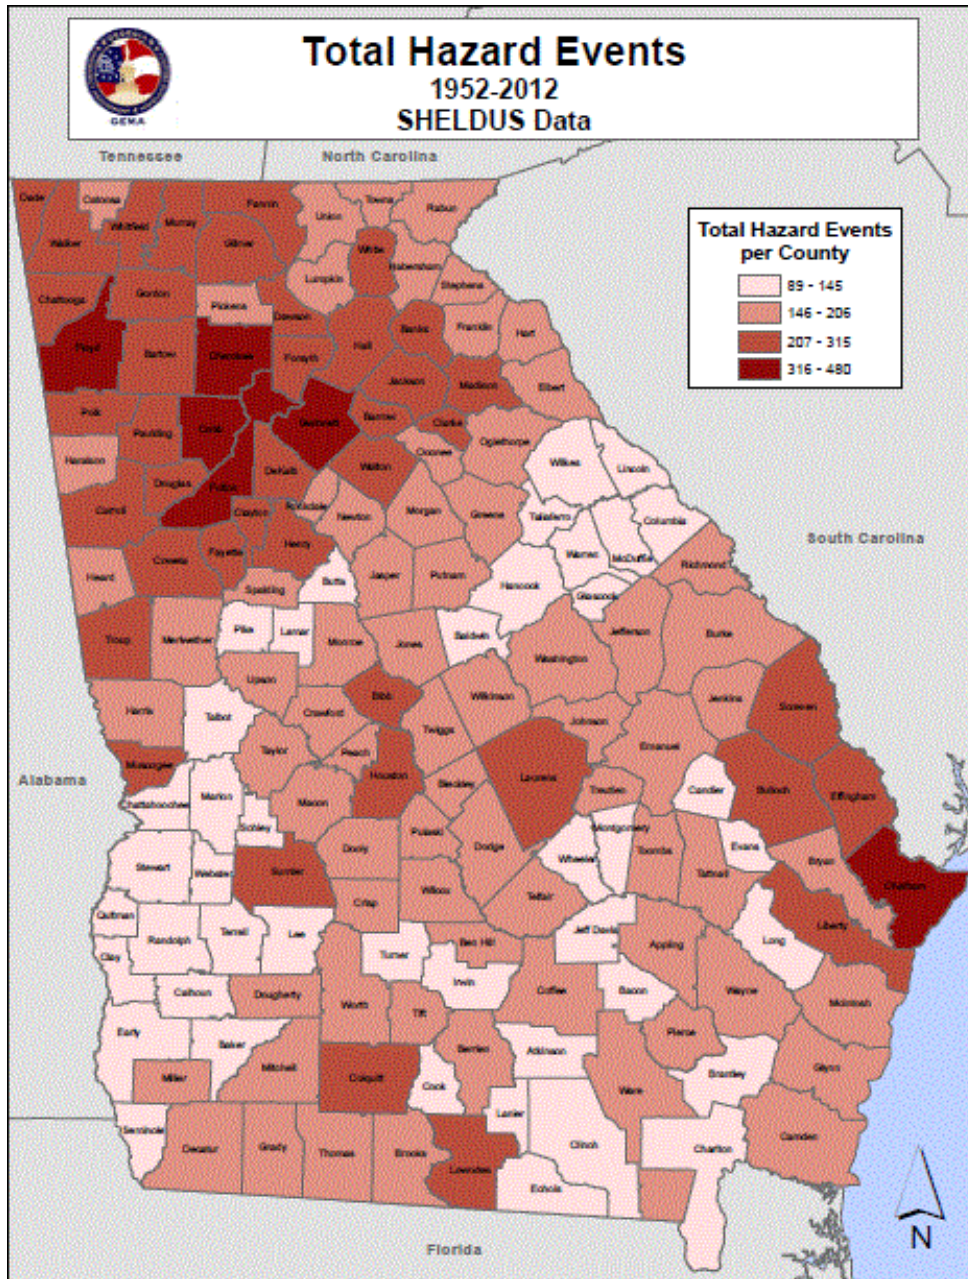 Total Hazard Events
1952-2012
SHELDUS Data
GEMA
Tennessee
North Carolina
Total Hazard Events
per County
89 - 145
146 - 206
207 - 315
316 - 480
Dade
Catoosa
Whitfield
Murray
Fannin
Union
Towns
Rabun
Walker
Gilmer
White
Habersham
Lumpkin
Stephens
Chattooga
Gordon
Pickens
Dawson
Banks
Franklin
Hart
Floyd
Bartow
Cherokee
Forsyth
Hall
Jackson
Madison
Elbert
Polk
Paulding
Cobb
Gwinnett
Barrow
Clarke
Oglethorpe
Oconee
Haralson
Douglas
Fulton
DeKalb
Walton
Wilkes
Lincoln
Carroll
Clayton
Rockdale
Newton
Morgan
Greene
Taliaferro
Columbia
Coweta
Fayette
Henry
Warren
McDuffie
South Carolina
Heard
Spalding
Butts
Jasper
Putnam
Hancock
Glascock
Richmond
Troup
Meriwether
Pike
Lamar
Monroe
Jones
Baldwin
Washington
Jefferson
Burke
Upson
Harris
Talbot
Crawford
Bibb
Wilkinson
Johnson
Jenkins
Screven
Twiggs
Alabama
Muscogee
Taylor
Peach
Houston
Bleckley
Laurens
Emanuel
Treutlen
Candler
Bulloch
Effingham
Chattahoochee
Marion
Schley
Macon
Dooly
Pulaski
Dodge
Montgomery
Wheeler
Toombs
Tattnall
Evans
Bryan
Chatham
Stewart
Webster
Sumter
Crisp
Wilcox
Telfair
Quitman
Randolph
Terrell
Lee
Turner
Ben Hill
Jeff Davis
Appling
Long
Liberty
Clay
Calhoun
Dougherty
Worth
Tift
Irwin
Coffee
Bacon
Wayne
McIntosh
Early
Baker
Mitchell
Miller
Colquitt
Cook
Berrien
Atkinson
Pierce
Brantley
Glynn
Ware
Seminole
Decatur
Grady
Thomas
Brooks
Lowndes
Lanier
Clinch
Echols
Charlton
Camden
Florida
N